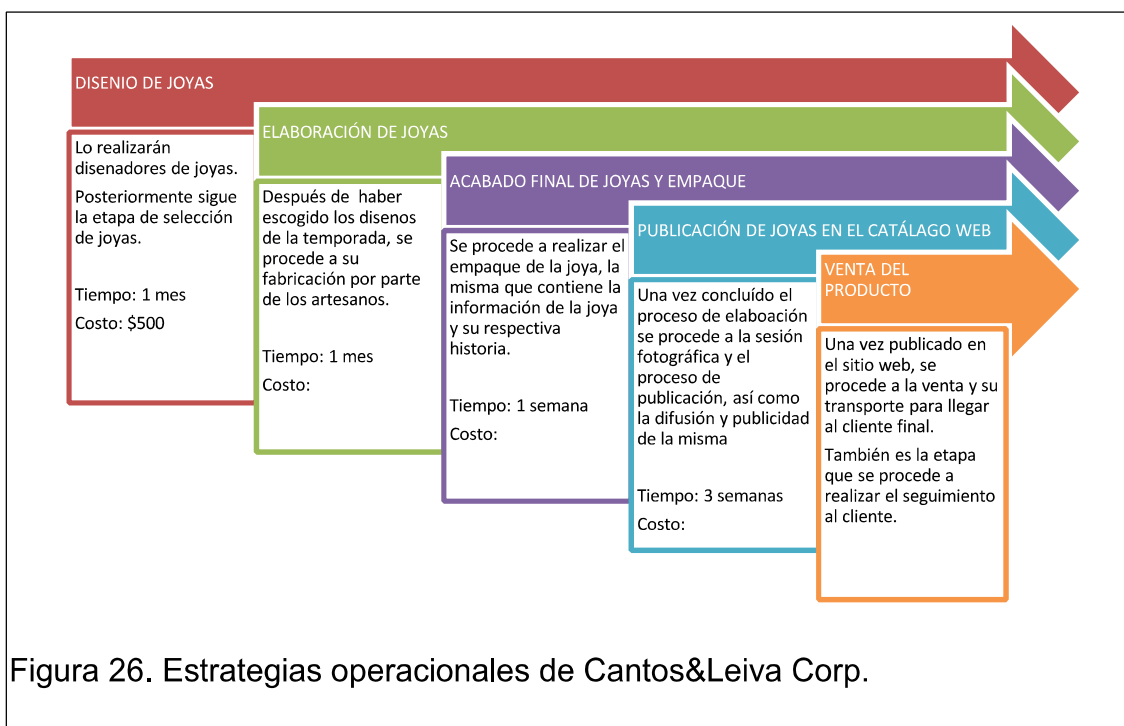 DISENIO DE JOYAS
Lo realizarán
disenadores de joyas.
Posteriormente sigue
la etapa de selección
de joyas.
Tiempo: 1 mes
Costo: $500
ELABORACIÓN DE JOYAS
Después de haber
escogido los disenos
de la temporada, se
procede a su
fabricación por parte
de los artesanos.
Tiempo: 1 mes
Costo:
ACABADO FINAL DE JOYAS Y EMPAQUE
Se procede a realizar el
empaque de la joya, la
misma que contiene la
información de la joya
y su respectiva
historia.
Tiempo: 1 semana
Costo:
PUBLICACIÓN DE JOYAS EN EL CATÁLAGO WEB
Una vez concluído el
proceso de elaboación
se procede a la sesión
fotográfica y el
proceso de
publicación, así como
la difusión y publicidad
de la misma
Tiempo: 3 semanas
Costo:
VENTA DEL
PRODUCTO
Una vez publicado en
el sitio web, se
procede a la venta y su
transporte para llegar
al cliente final.
También es la etapa
que se procede a
realizar el seguimiento
al cliente.
Figura 26. Estrategias operacionales de Cantos&Leiva Corp.